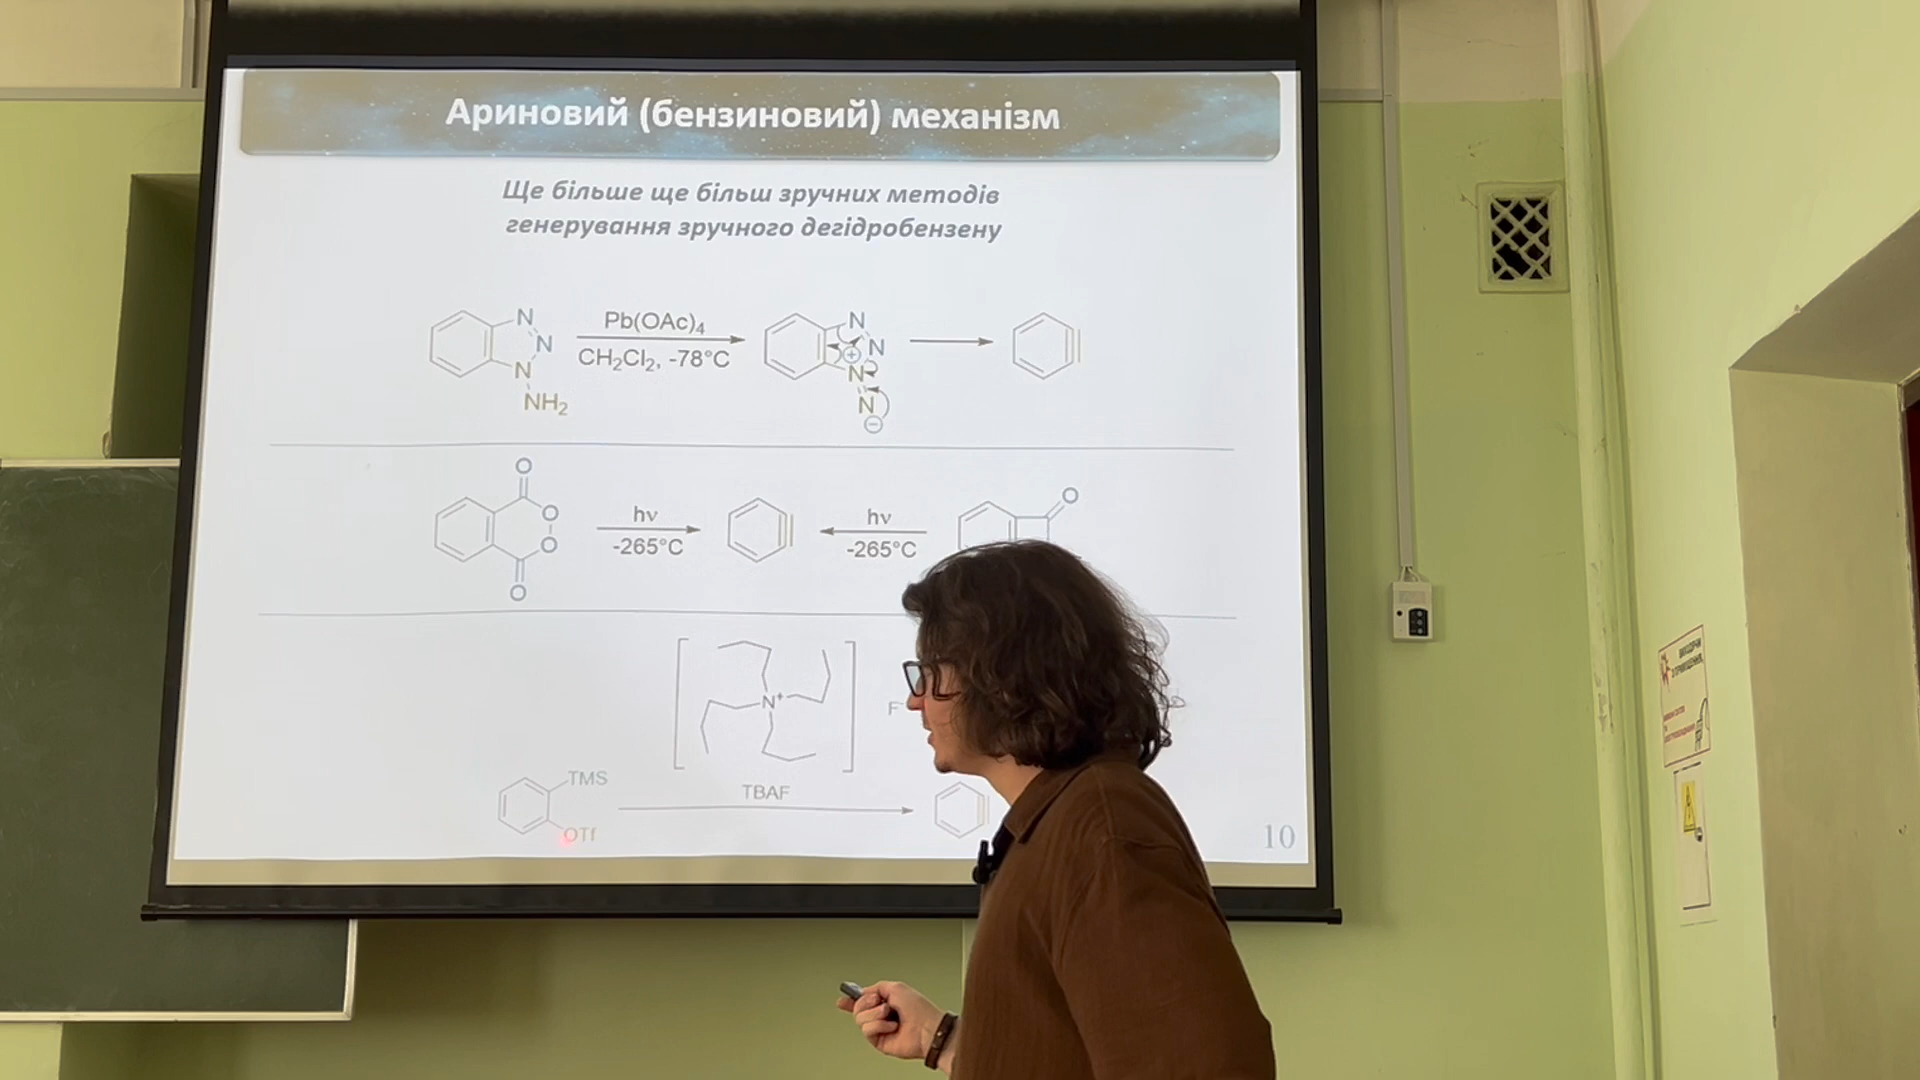 Ариновий (бензиновий) механізм
Ще більше ще більш зручних методів
генерування зручного дегідробензену
N
N
N
NH₂
Pb(OAc)₄
CH₂Cl₂, -78°C
N
N
⊕
N
N
⊖
O
O
O
O
hν
-265°C
hν
-265°C
O
N⁺
F⁻
TMS
OTf
TBAF
10